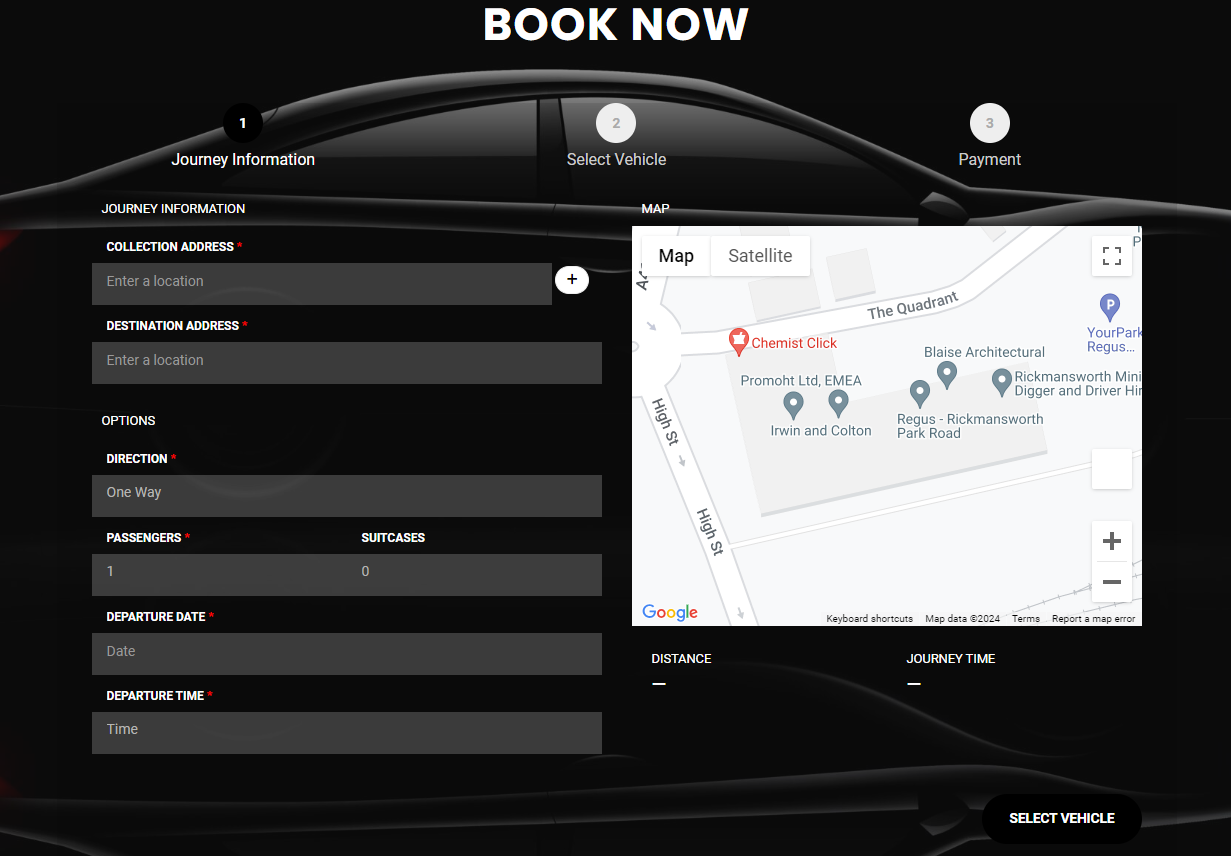 BOOK NOW
1
2
3
Journey Information
Select Vehicle
Payment
JOURNEY INFORMATION
COLLECTION ADDRESS *
Enter a location
+
DESTINATION ADDRESS *
Enter a location
OPTIONS
DIRECTION *
One Way
PASSENGERS *
SUITCASES
1
0
DEPARTURE DATE *
Date
DEPARTURE TIME *
Time
MAP
Map
Satellite
The Quadrant
P
YourPark
Regus...
Chemist Click
Blaise Architectural
Promoht Ltd, EMEA
Rickmansworth Mini
Digger and Driver Hir
Irwin and Colton
Regus - Rickmansworth
Park Road
High St
High St
Google
Keyboard shortcuts
Map data ©2024
Terms
Report a map error
DISTANCE
JOURNEY TIME
—
—
SELECT VEHICLE